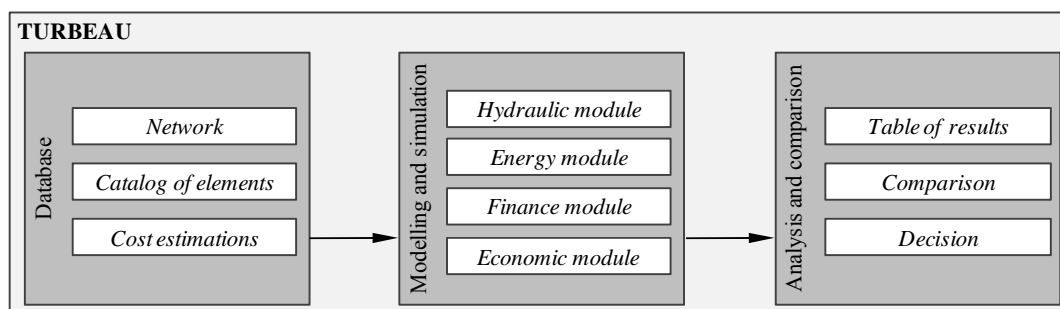 TURBEAU
Database
Network
Catalog of elements
Cost estimations
Modelling and simulation
Hydraulic module
Energy module
Finance module
Economic module
Analysis and comparison
Table of results
Comparison
Decision